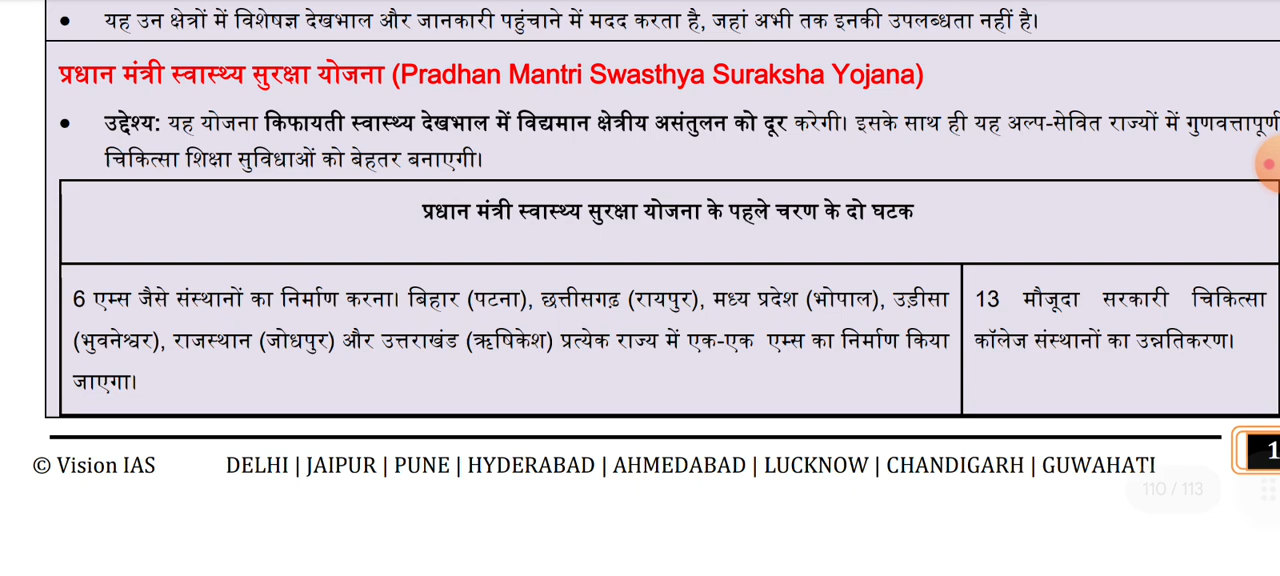 • यह उन क्षेत्रों में विशेषज्ञ देखभाल और जानकारी पहुंचाने में मदद करता है, जहां अभी तक इनकी उपलब्धता नहीं है।
प्रधान मंत्री स्वास्थ्य सुरक्षा योजना (Pradhan Mantri Swasthya Suraksha Yojana)
• उद्देश्य: यह योजना किफायती स्वास्थ्य देखभाल में विद्यमान क्षेत्रीय असंतुलन को दूर करेगी। इसके साथ ही यह अल्प-सेवित राज्यों में गुणवत्तापूर्ण
चिकित्सा शिक्षा सुविधाओं को बेहतर बनाएगी।
प्रधान मंत्री स्वास्थ्य सुरक्षा योजना के पहले चरण के दो घटक
6 एम्स जैसे संस्थानों का निर्माण करना। बिहार (पटना), छत्तीसगढ़ (रायपुर), मध्य प्रदेश (भोपाल), उड़ीसा
(भुवनेश्वर), राजस्थान (जोधपुर) और उत्तराखंड (ऋषिकेश) प्रत्येक राज्य में एक-एक एम्स का निर्माण किया
जाएगा।
13 मौजूदा सरकारी चिकित्सा
कॉलेज संस्थानों का उन्नतिकरण।
© Vision IAS DELHI | JAIPUR | PUNE | HYDERABAD | AHMEDABAD | LUCKNOW | CHANDIGARH | GUWAHATI
110 / 113